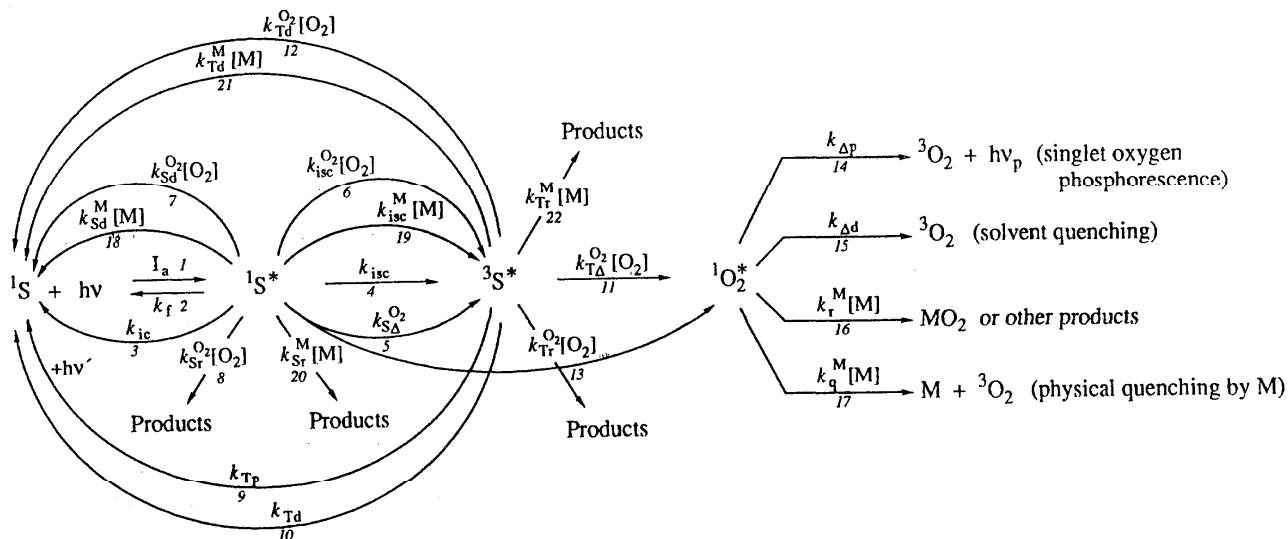 k_Td^O₂[O₂]
12
k_Td^M[M]
21
Products
k_Sd^O₂[O₂]
7
k_isc^O₂[O₂]
6
k_Tr^M[M]
22
k_Δp
14
³O₂ + hν_p (singlet oxygen
phosphorescence)
k_Sd^M[M]
18
k_isc^M[M]
19
k_Δd
15
³O₂ (solvent quenching)
¹S + hν
I_a 1
k_f 2
¹S*
k_isc
4
³S*
k_TΔ^O₂[O₂]
11
¹O₂*
k_r^M[M]
16
MO₂ or other products
k_ic
3
k_SΔ^O₂
5
+hν´
k_Sr^O₂[O₂]
8
k_Sr^M[M]
20
k_Tr^O₂[O₂]
13
k_q^M[M]
17
M + ³O₂ (physical quenching by M)
Products
Products
Products
k_Tp
9
k_Td
10